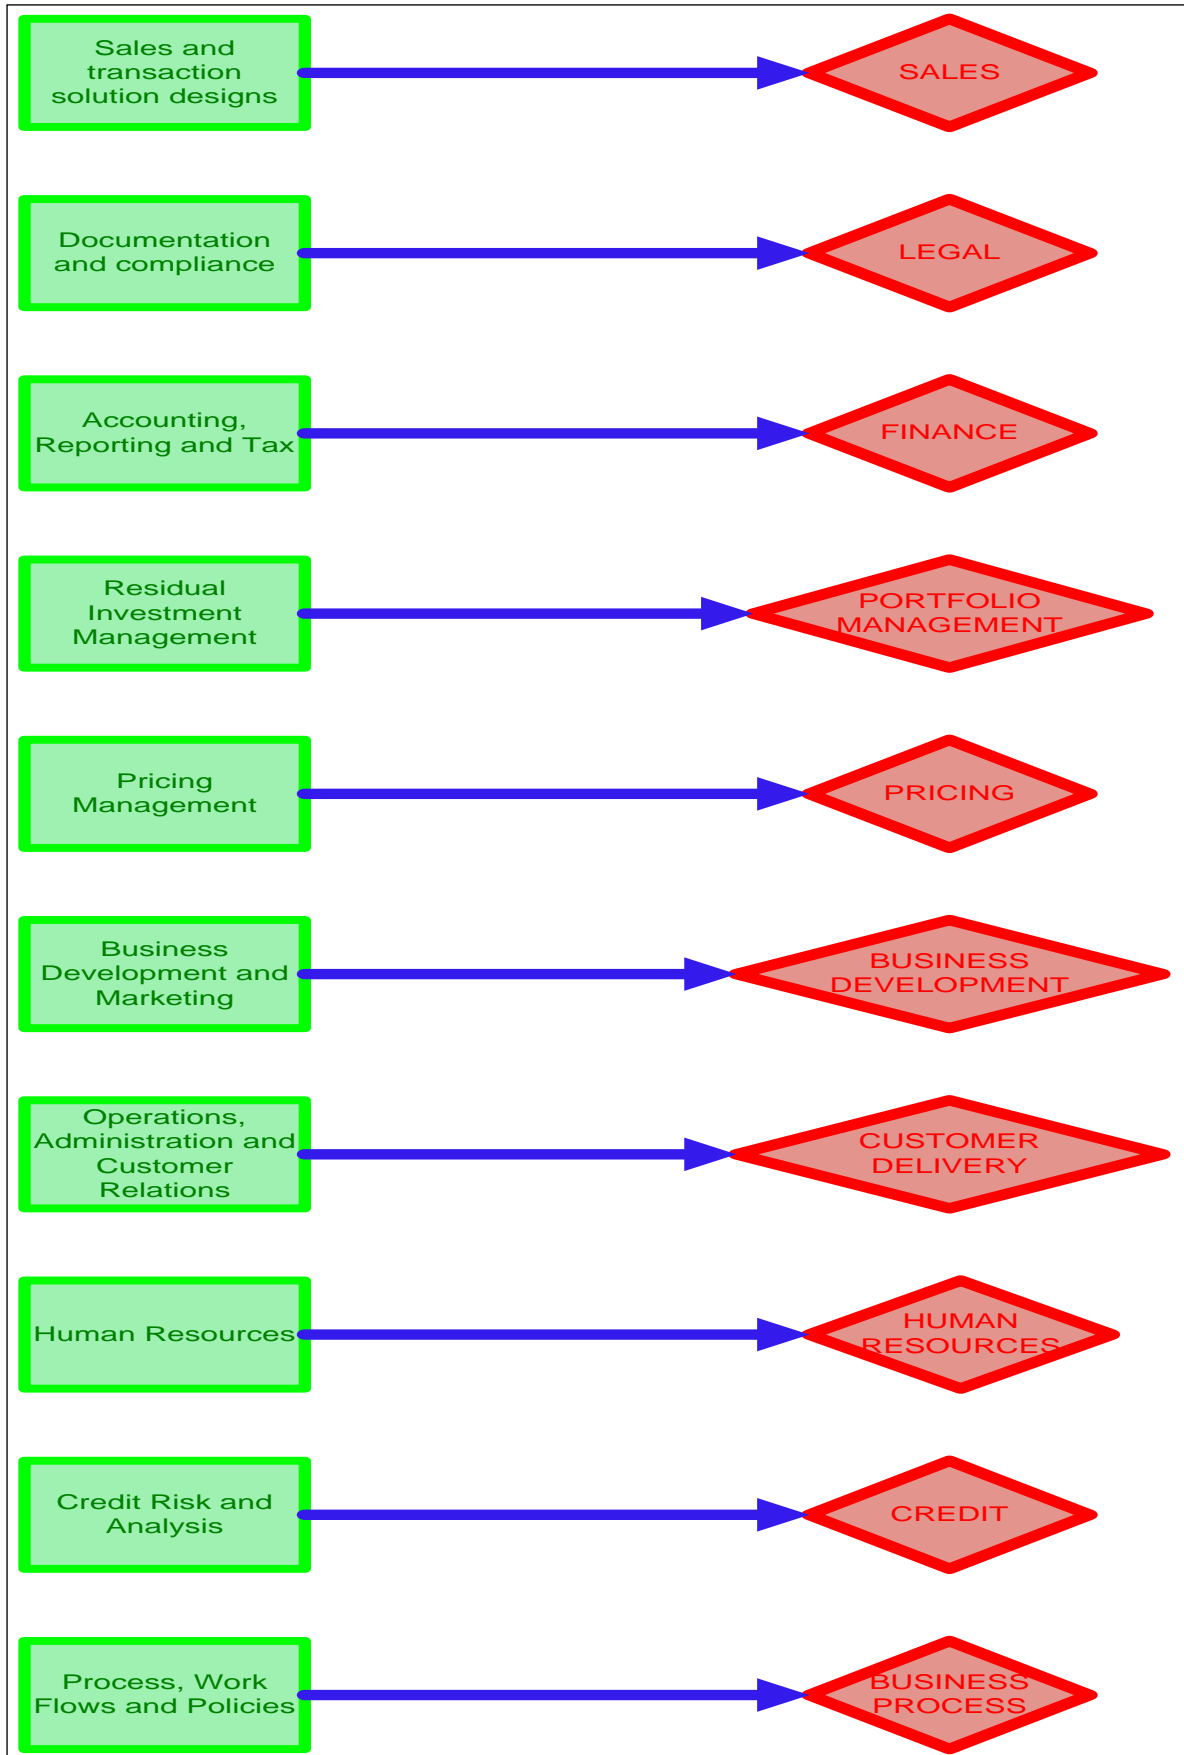 Sales and
transaction
solution designs
SALES
Documentation
and compliance
LEGAL
Accounting,
Reporting and Tax
FINANCE
Residual
Investment
Management
PORTFOLIO
MANAGEMENT
Pricing
Management
PRICING
Business
Development and
Marketing
BUSINESS
DEVELOPMENT
Operations,
Administration and
Customer
Relations
CUSTOMER
DELIVERY
Human Resources
HUMAN
RESOURCES
Credit Risk and
Analysis
CREDIT
Process, Work
Flows and Policies
BUSINESS
PROCESS